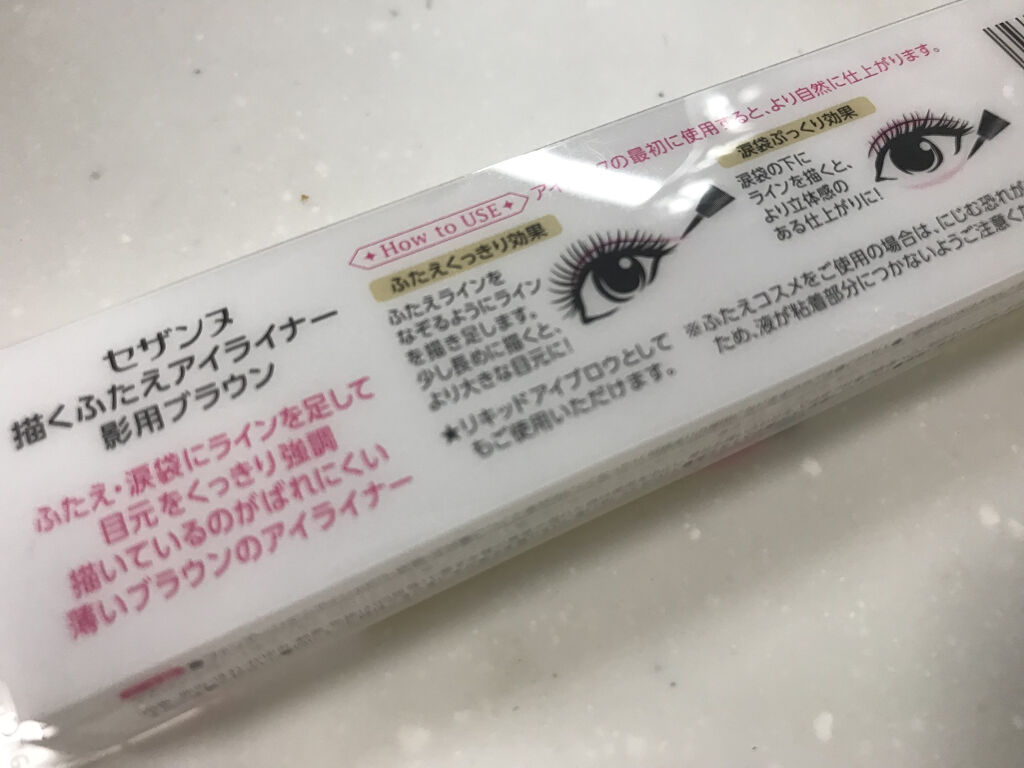 セザンヌ
描くふたえアイライナー
影用ブラウン
ふたえ・涙袋にラインを足して
目元をくっきり強調
描いているのがばれにくい
薄いブラウンのアイライナー
How to USE
の最初に使用すると、より自然に仕上がります。
ふたえくっきり効果
ふたえラインを
なぞるようにライン
を描き足します。
少し長めに描くと、
より大きな目元に!
★リキッドアイブロウとして
もご使用いただけます。
涙袋ぷっくり効果
涙袋の下に
ラインを描くと、
より立体感の
ある仕上がりに!
※ふたえコスメをご使用の場合は、にじむ恐れが
ため、液が粘着部分につかないようご注意く